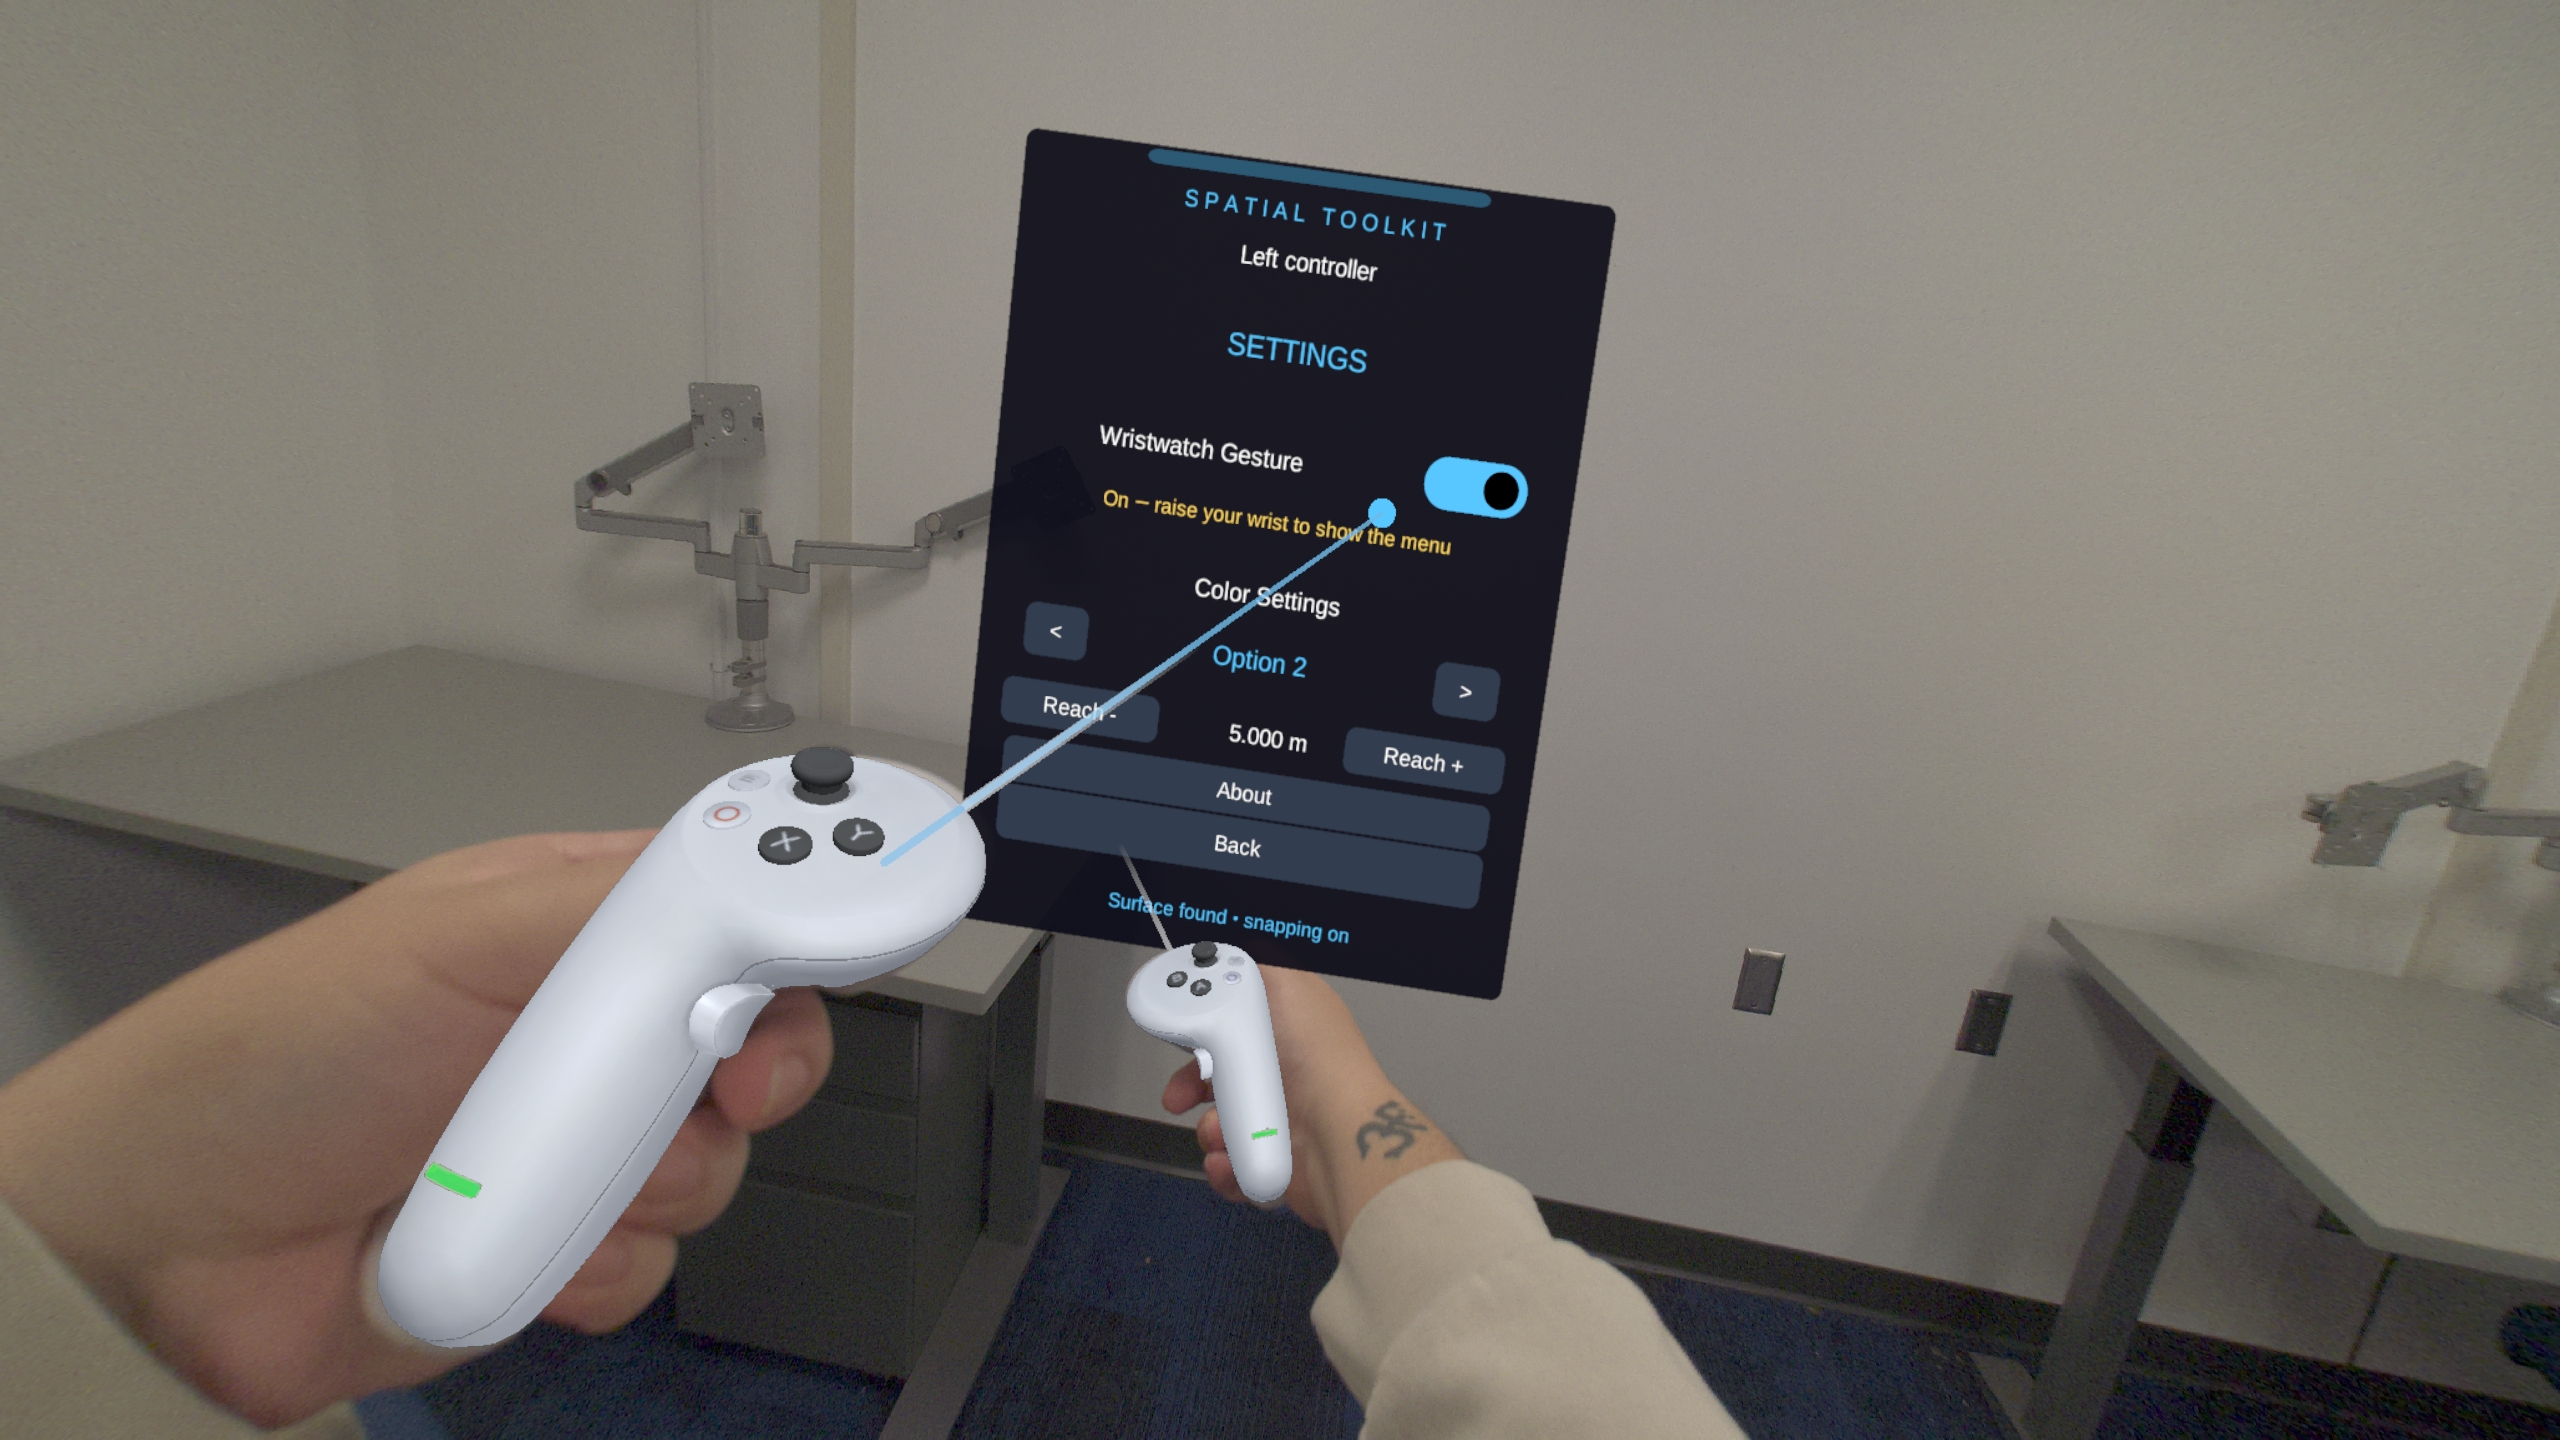 SPATIAL TOOLKIT
Left controller
SETTINGS
Wristwatch Gesture
On – raise your wrist to show the menu
Color Settings
<
Option 2
>
Reach -
5.000 m
Reach +
About
Back
Surface found • snapping on
X
Y